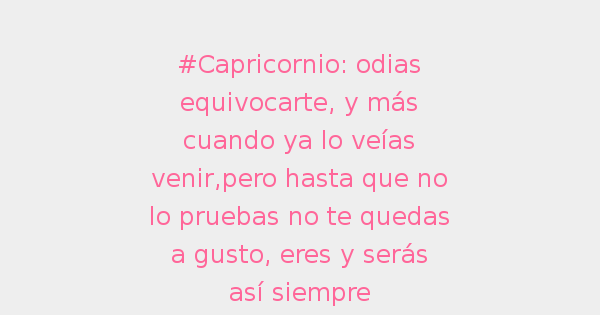 #Capricornio: odias
equivocarte, y más
cuando ya lo veías
venir,pero hasta que no
lo pruebas no te quedas
a gusto, eres y serás
así siempre